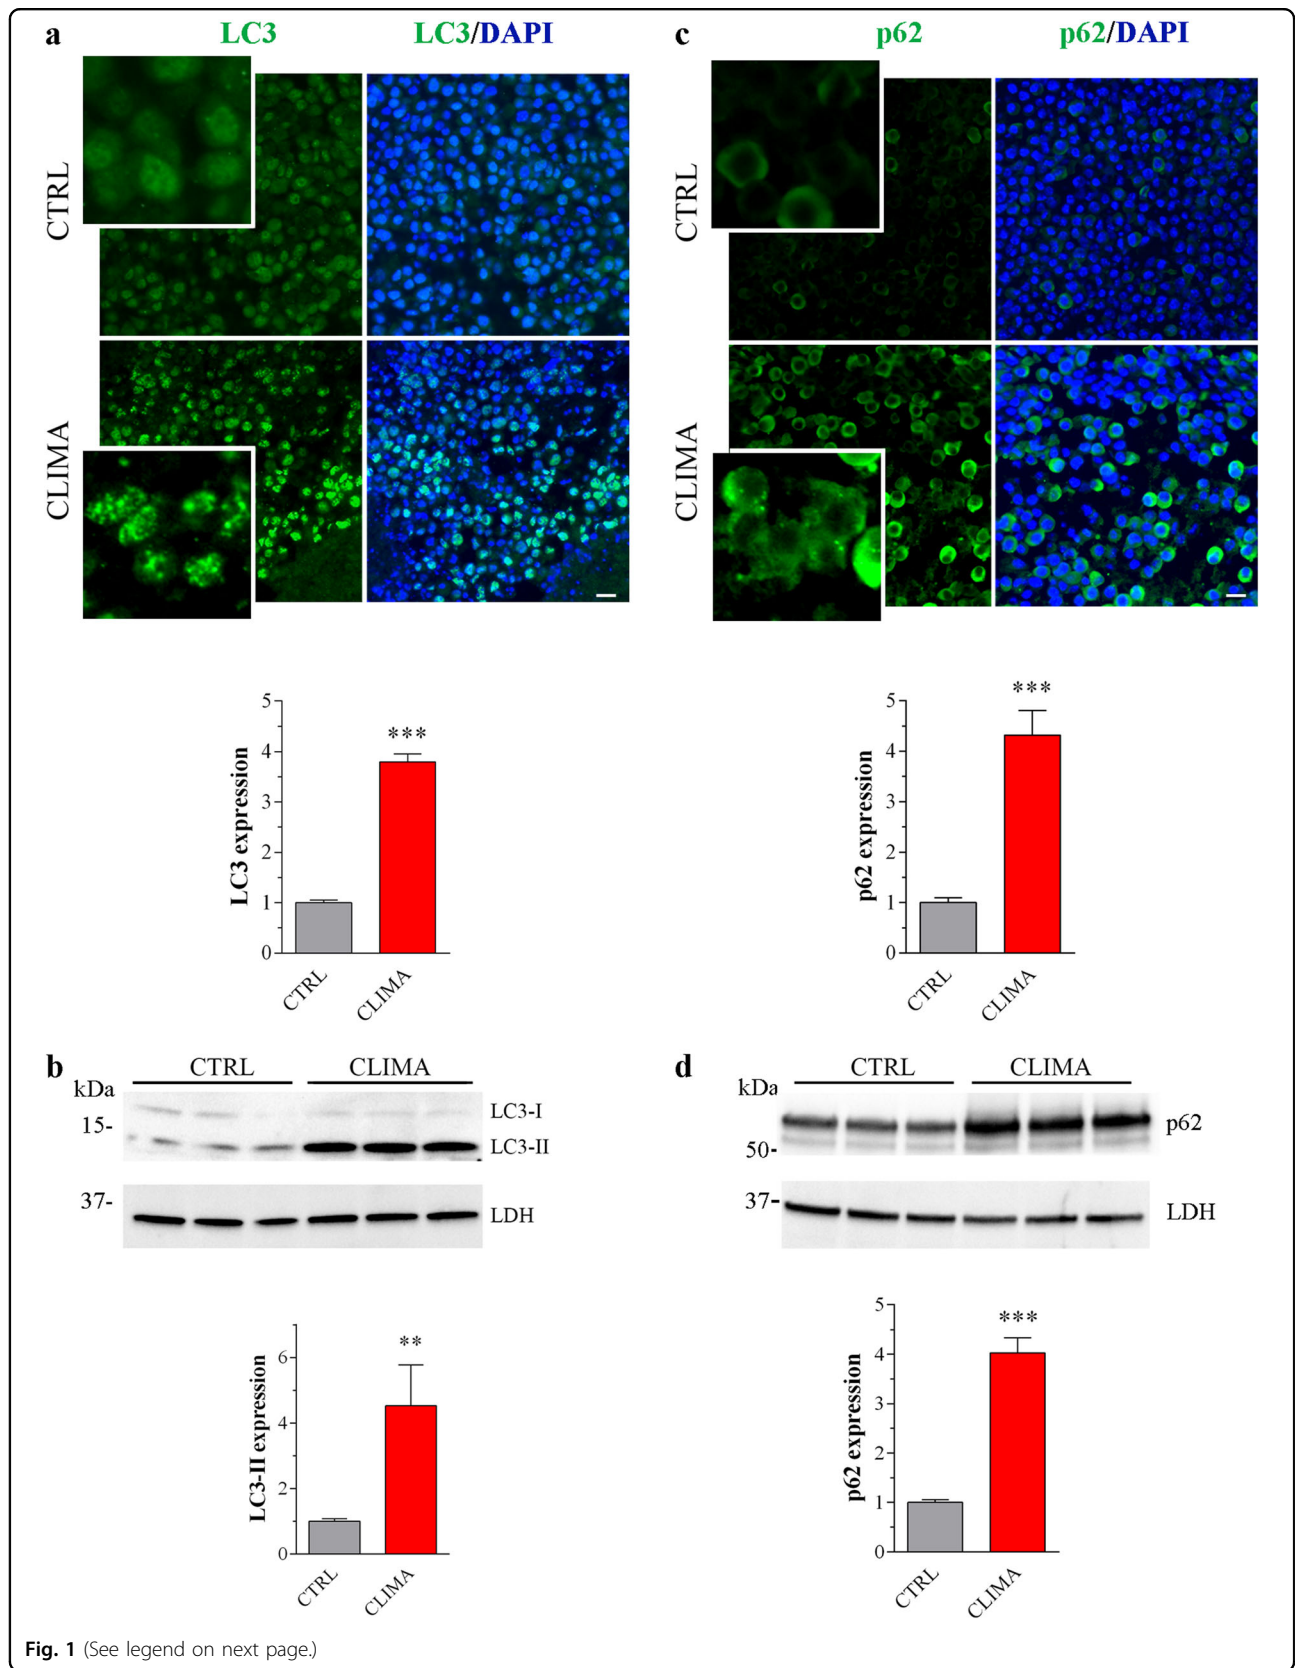 a
LC3
LC3/DAPI
c
p62
p62/DAPI
CTRL
CLIMA
CTRL
CLIMA
LC3 expression
5
4
3
2
1
0
***
CTRL
CLIMA
p62 expression
5
4
3
2
1
0
***
CTRL
CLIMA
b
CTRL
CLIMA
kDa
15-
LC3-I
LC3-II
37-
LDH
LC3-II expression
6
4
2
0
**
CTRL
CLIMA
d
CTRL
CLIMA
kDa
p62
50-
37-
LDH
p62 expression
5
4
3
2
1
0
***
CTRL
CLIMA
Fig. 1 (See legend on next page.)